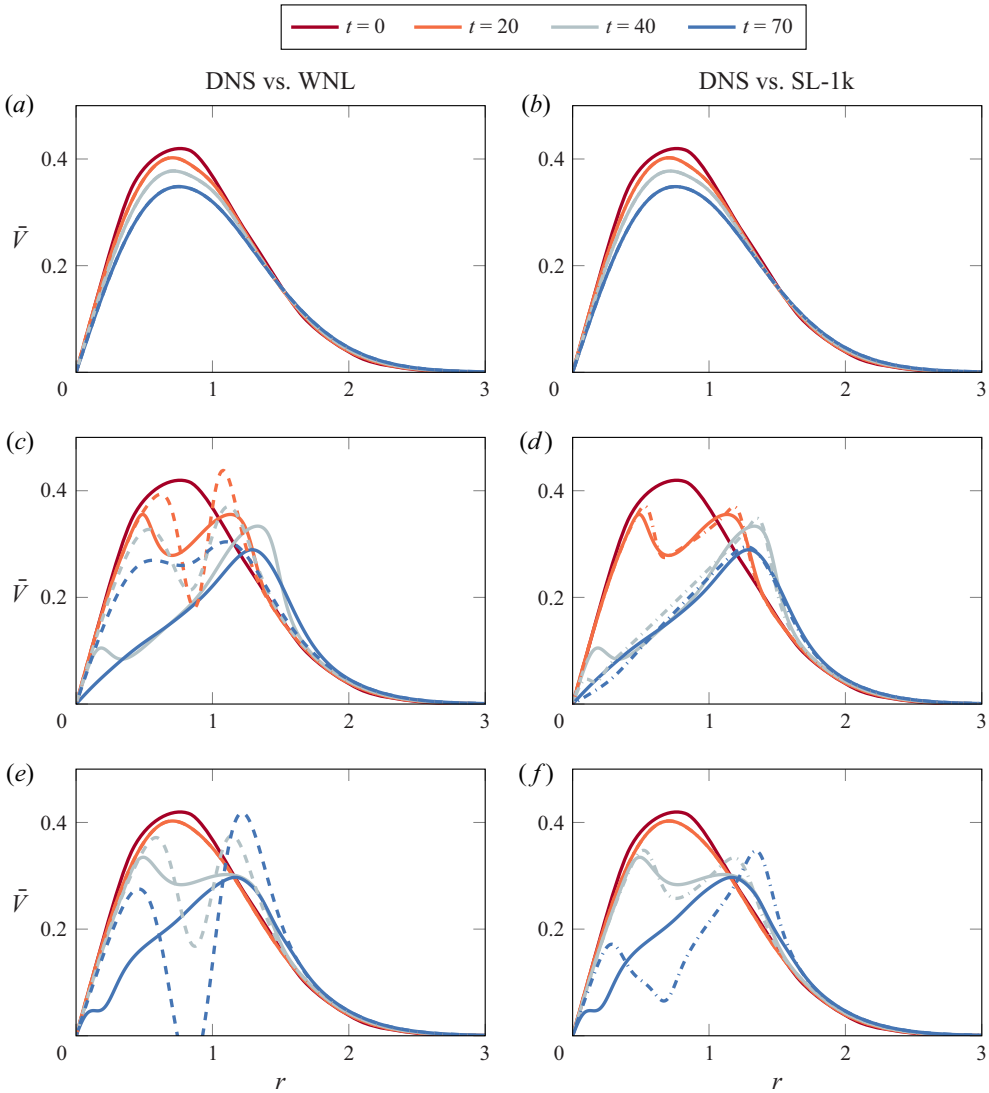 t = 0 t = 20 t = 40 t = 70
DNS vs. WNL
DNS vs. SL-1k
(a)
(b)
0.4
0.2
V̄
0 1 2 3
0.4
0.2
0 1 2 3
(c)
(d)
0.4
0.2
V̄
0 1 2 3
0.4
0.2
0 1 2 3
(e)
(f)
0.4
0.2
V̄
0 1 2 3
r
0.4
0.2
0 1 2 3
r